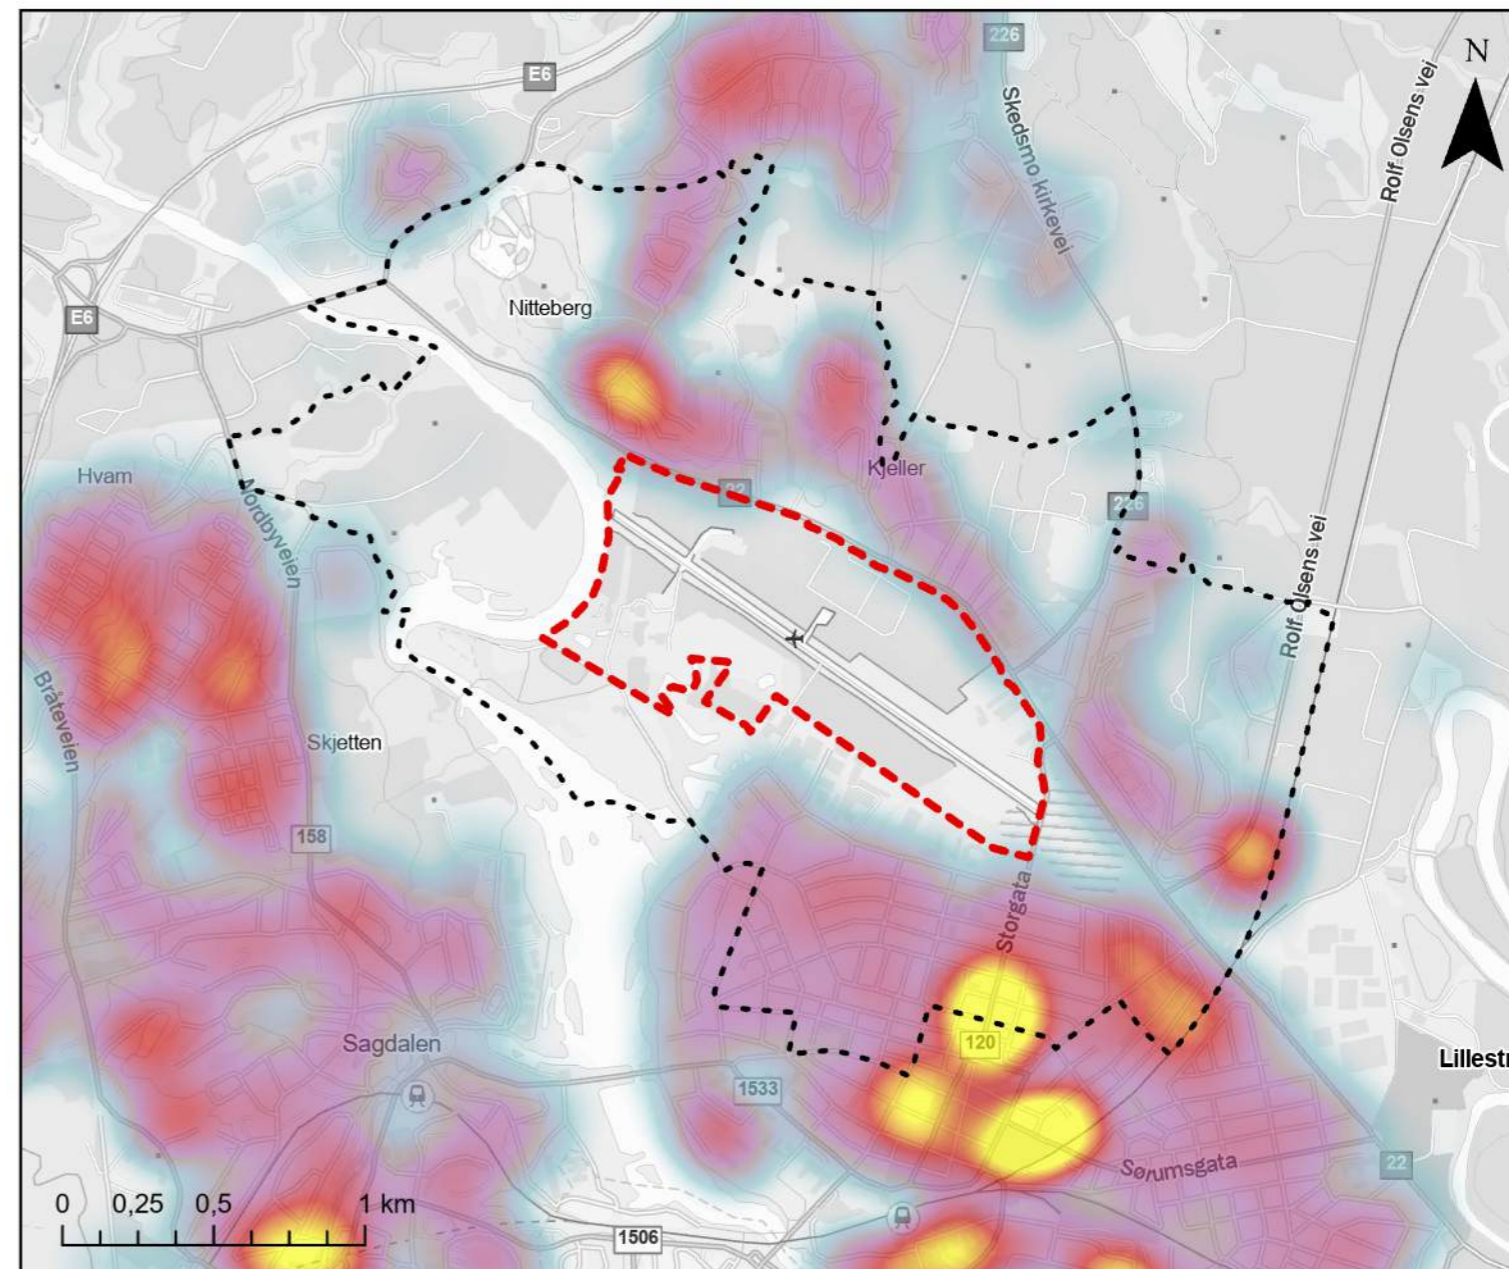 226
N
E6
Skedsmo kirkevei
Rolf Olsens vej
Nitteberg
E6
Kjeller
Hvam
22
226
Nordbyveien
Rolf Olsens vei
Bråteveien
Skjetten
158
Storgata
Sagdalen
120
Lillestr
1533
Sørumsgata
22
0 0,25 0,5 1 km
1506